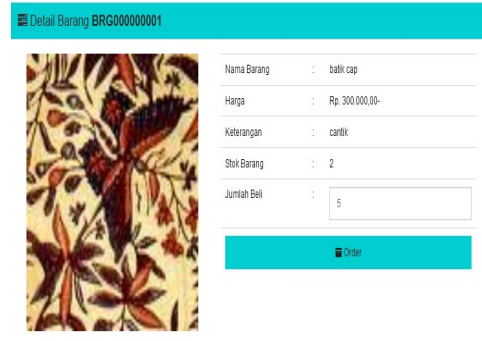 Detail Barang BRG000000001
Nama Barang : batik cap
Harga : Rp. 300.000,00-
Keterangan : cantik
Stok Barang : 2
Jumlah Beli : 5
Order